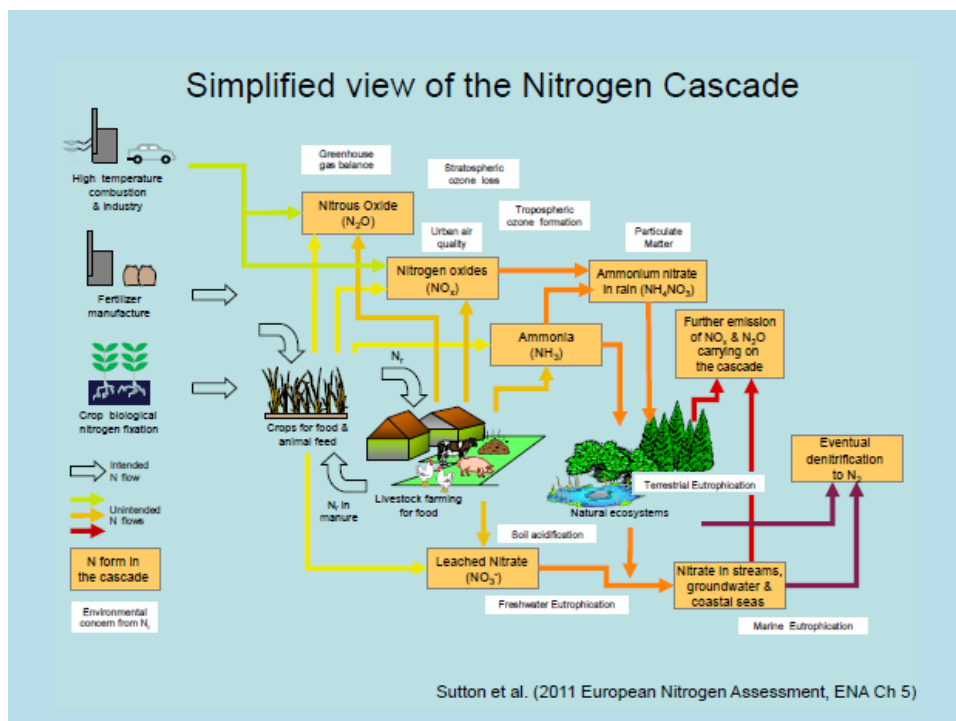 Simplified view of the Nitrogen Cascade
High temperature
combustion
& industry
Greenhouse
gas balance
Stratospheric
ozone loss
Nitrous Oxide
(N₂O)
Tropospheric
ozone formation
Urban air
quality
Particulate
Matter
Nitrogen oxides
(NOₓ)
Ammonium nitrate
in rain (NH₄NO₃)
Fertilizer
manufacture
Ammonia
(NH₃)
Further emission
of NOₓ & N₂O
carrying on
the cascade
Nᵣ
Crop biological
nitrogen fixation
Crops for food &
animal feed
Eventual
denitrification
to N₂
Intended
N flow
Nᵣ in
manure
Livestock farming
for food
Terrestrial Eutrophication
Natural ecosystems
Unintended
N flows
Soil acidification
N form in
the cascade
Leached Nitrate
(NO₃⁻)
Nitrate in streams,
groundwater &
coastal seas
Environmental
concern from Nᵣ
Freshwater Eutrophication
Marine Eutrophication
Sutton et al. (2011 European Nitrogen Assessment, ENA Ch 5)